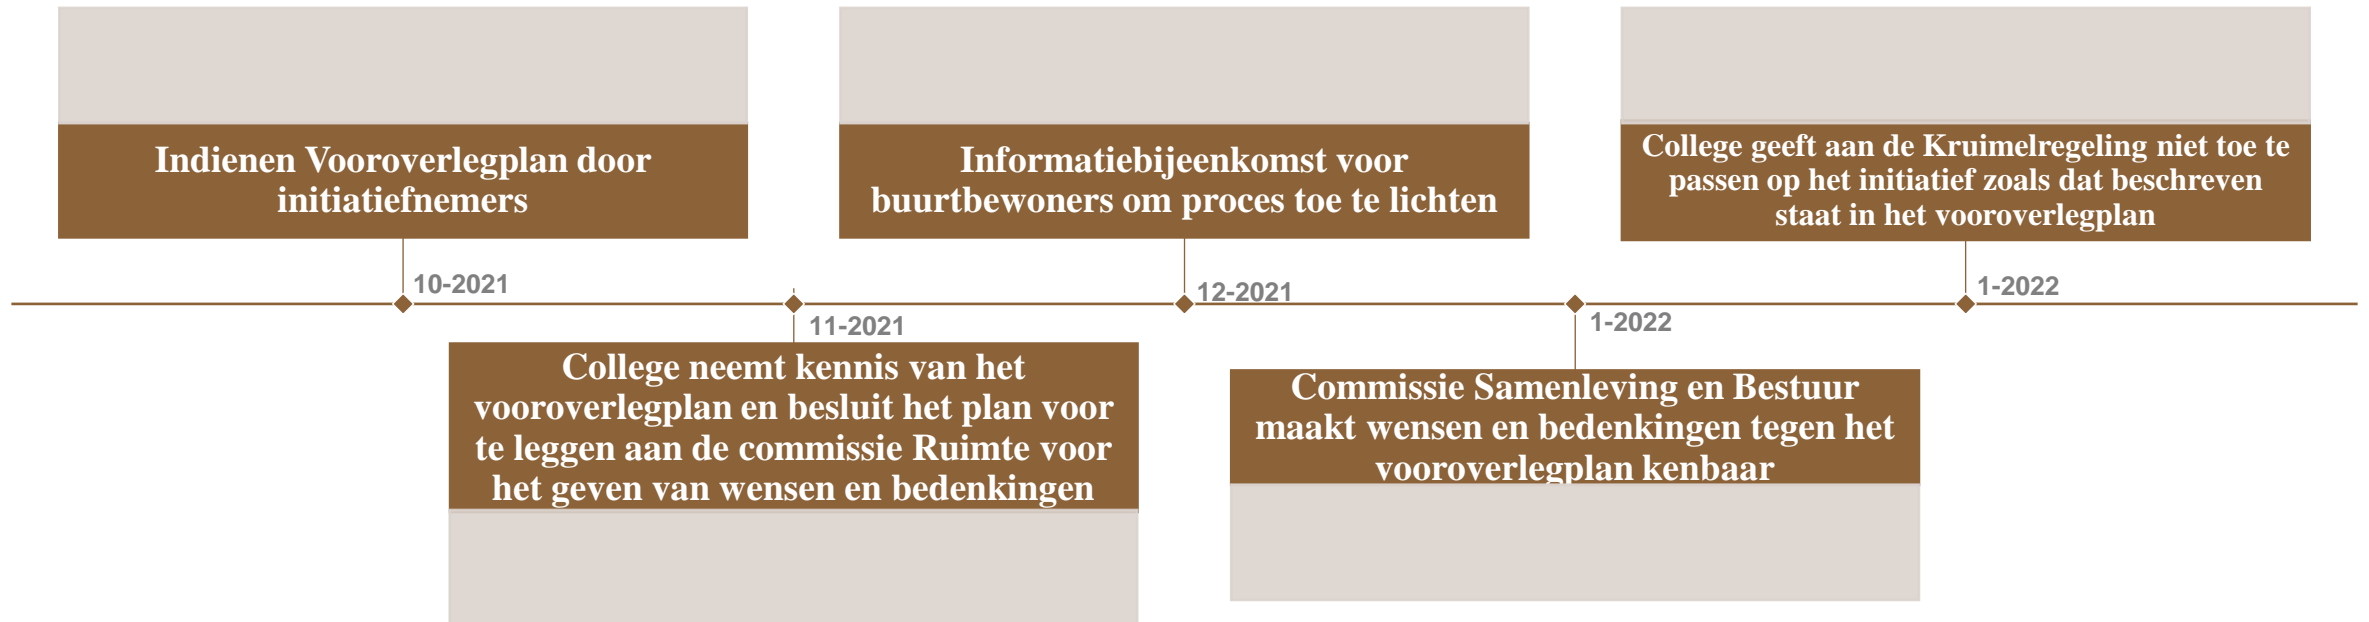 Indienen Vooroverlegplan door
initiatiefnemers
10-2021
11-2021
College neemt kennis van het
vooroverlegplan en besluit het plan voor
te leggen aan de commissie Ruimte voor
het geven van wensen en bedenkingen
Informatiebijeenkomst voor
buurtbewoners om proces toe te lichten
12-2021
1-2022
Commissie Samenleving en Bestuur
maakt wensen en bedenkingen tegen het
vooroverlegplan kenbaar
College geeft aan de Kruimelregeling niet toe te
passen op het initiatief zoals dat beschreven
staat in het vooroverlegplan
1-2022